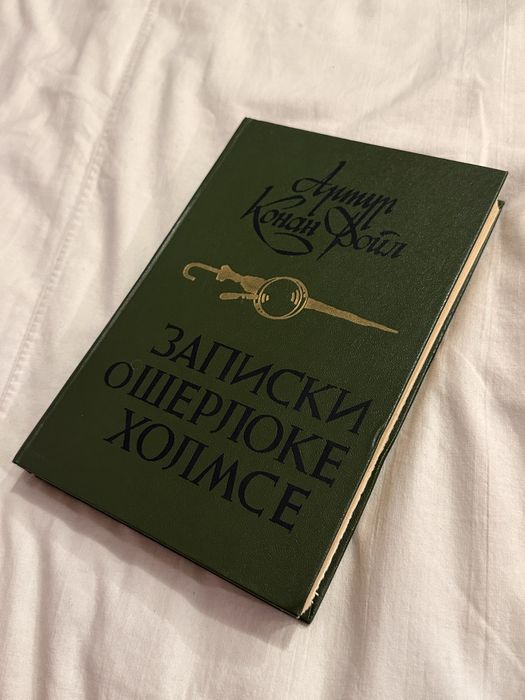 Артур
Конан Дойл
ЗАПИСКИ
О ШЕРЛОКЕ
ХОЛМСЕ